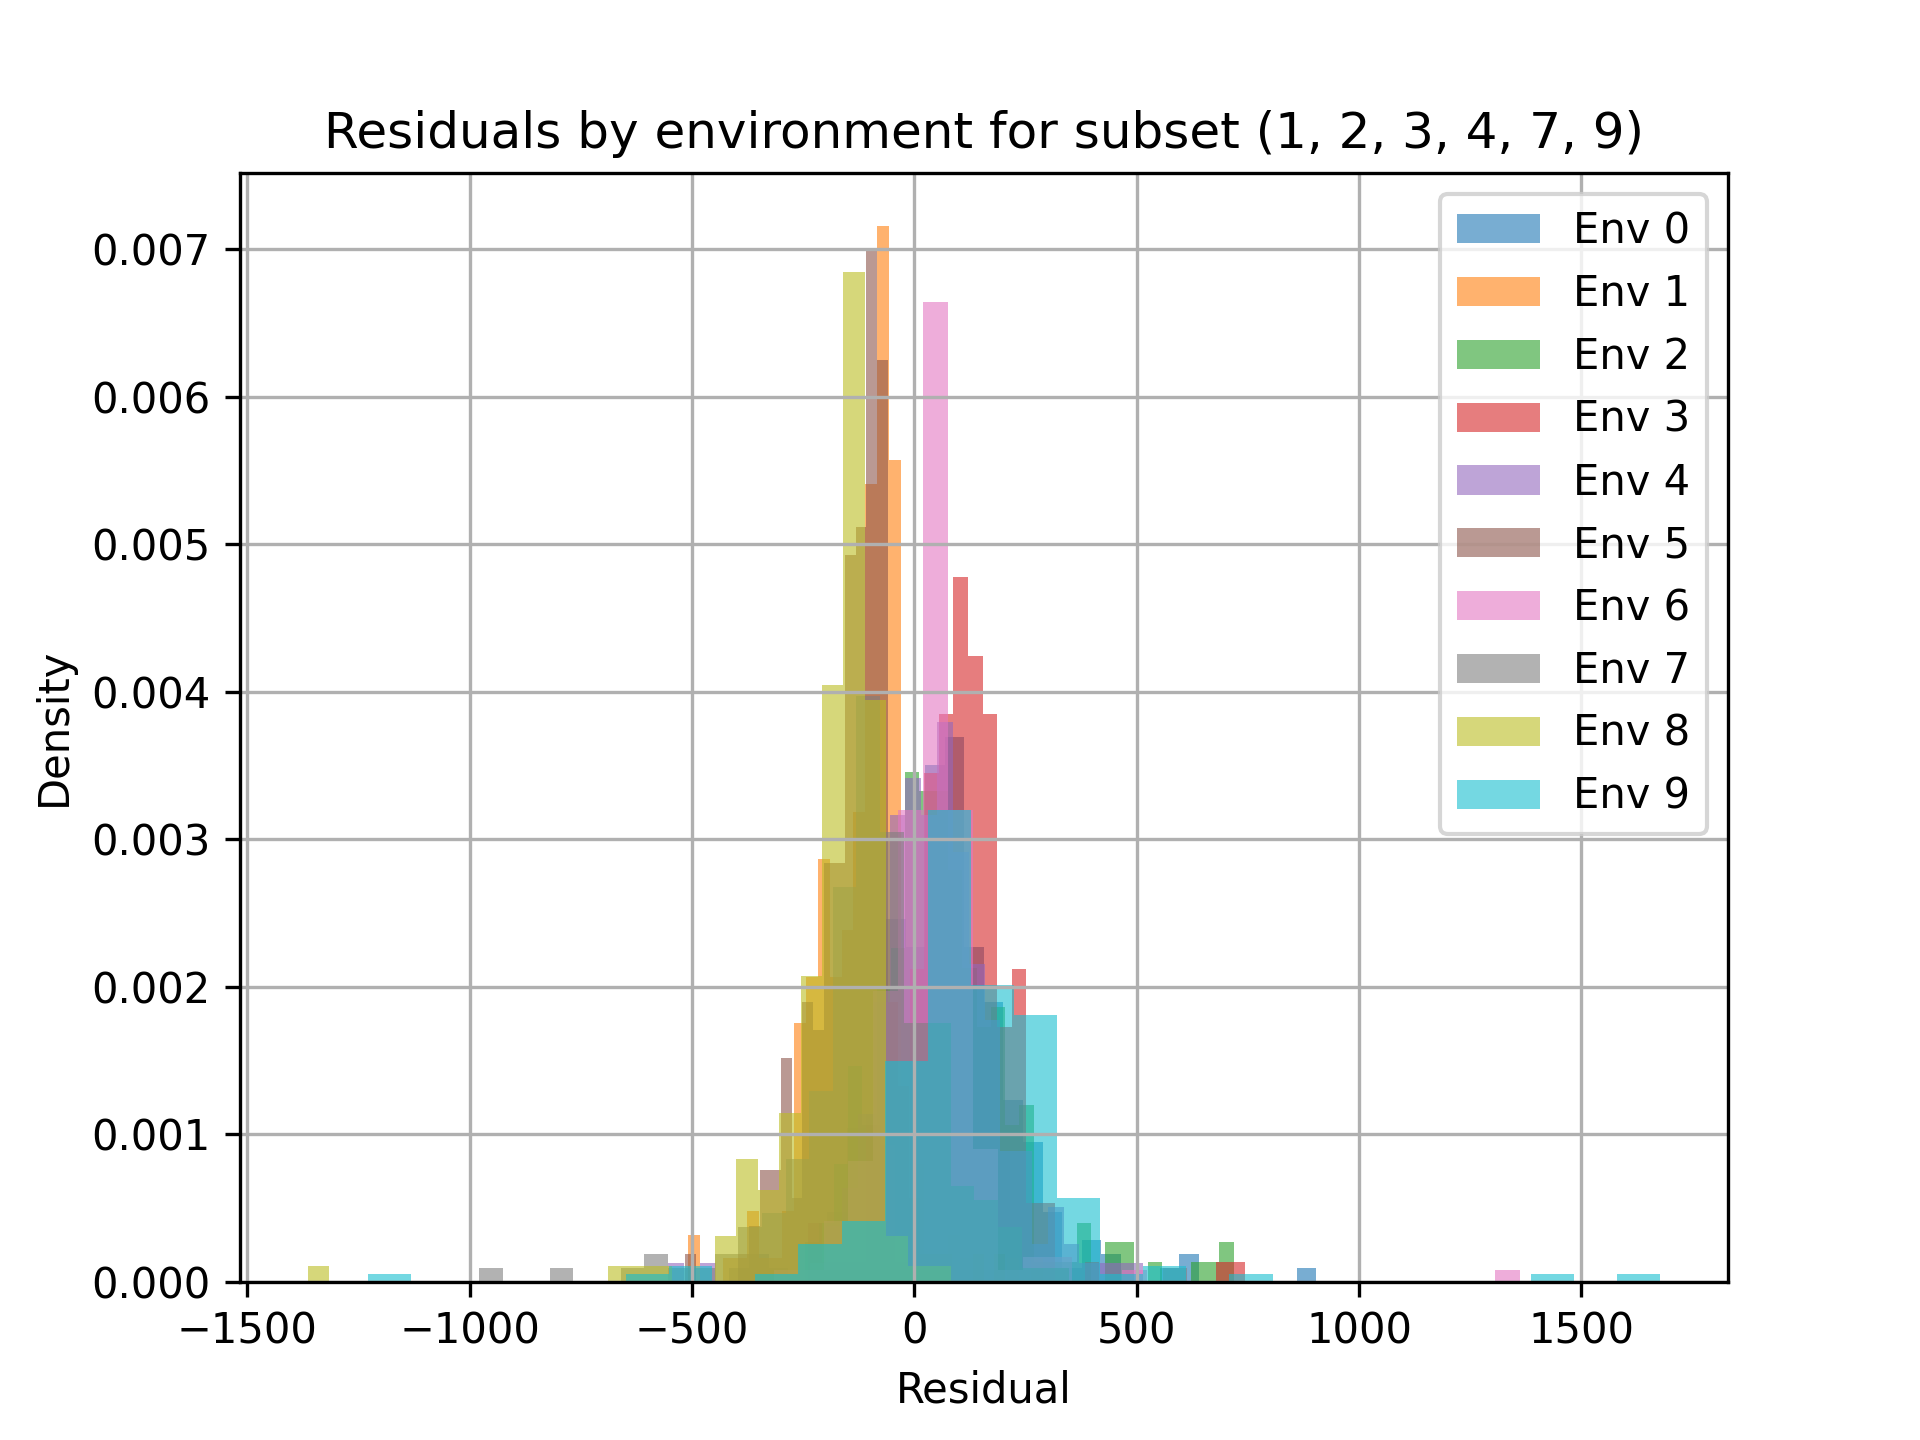 Residuals by environment for subset (1, 2, 3, 4, 7, 9)
Env 0
Env 1
Env 2
Env 3
Env 4
Env 5
Env 6
Env 7
Env 8
Env 9
Density
0.007
0.006
0.005
0.004
0.003
0.002
0.001
0.000
−1500 −1000 −500 0 500 1000 1500
Residual